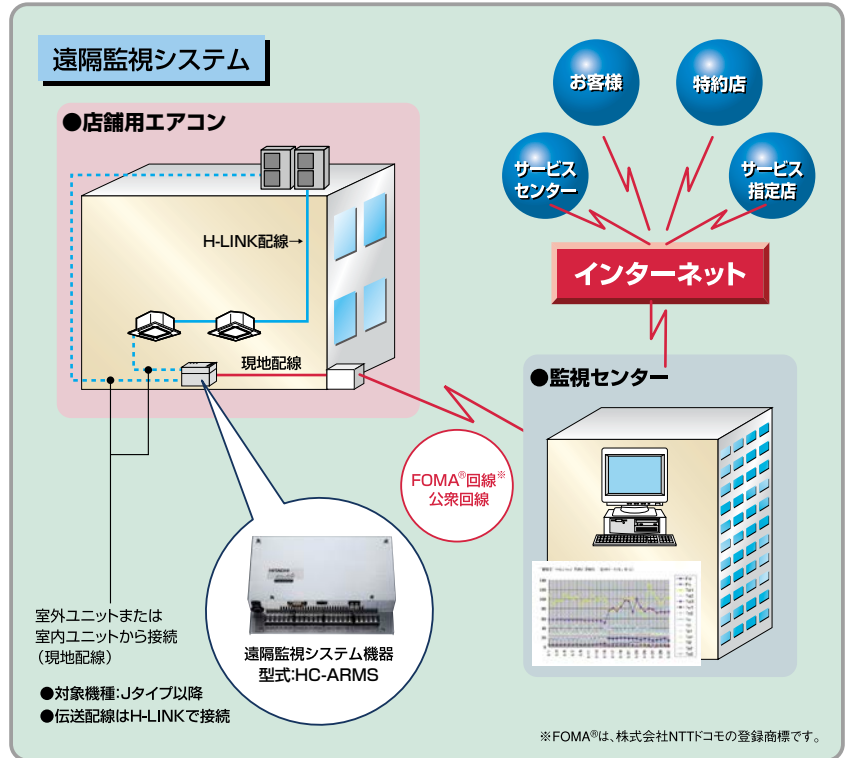 遠隔監視システム
●店舗用エアコン
お客様
特約店
サービス
センター
サービス
指定店
H-LINK配線→
インターネット
現地配線
●監視センター
FOMA®回線※
公衆回線
HITACHI
室外ユニットまたは
室内ユニットから接続
（現地配線）
遠隔監視システム機器
型式:HC-ARMS
●対象機種:Jタイプ以降
●伝送配線はH-LINKで接続
※FOMA®は、株式会社NTTドコモの登録商標です。